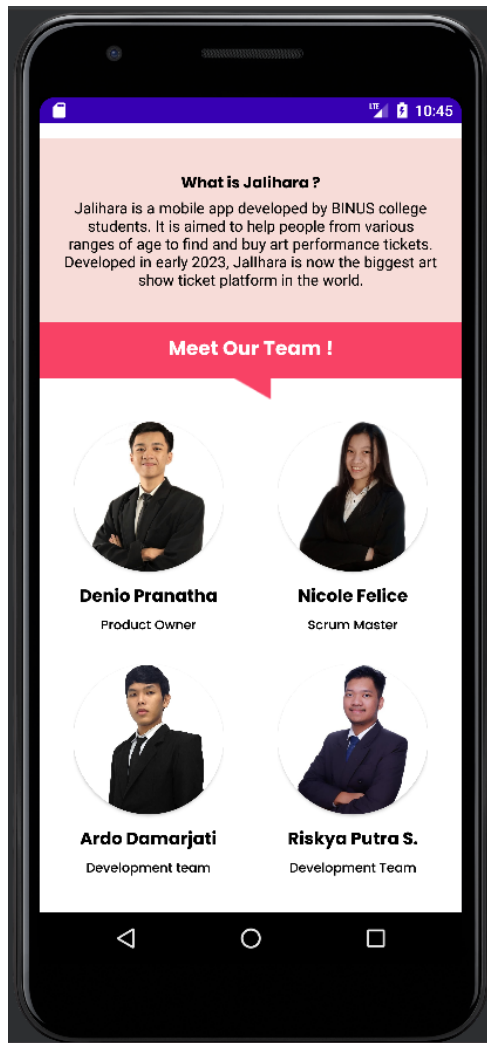 LTE 10:45
What is Jalihara ?
Jalihara is a mobile app developed by BINUS college
students. It is aimed to help people from various
ranges of age to find and buy art performance tickets.
Developed in early 2023, Jalihara is now the biggest art
show ticket platform in the world.
Meet Our Team !
Denio Pranatha
Nicole Felice
Product Owner
Scrum Master
Ardo Damarjati
Riskya Putra S.
Development team
Development Team